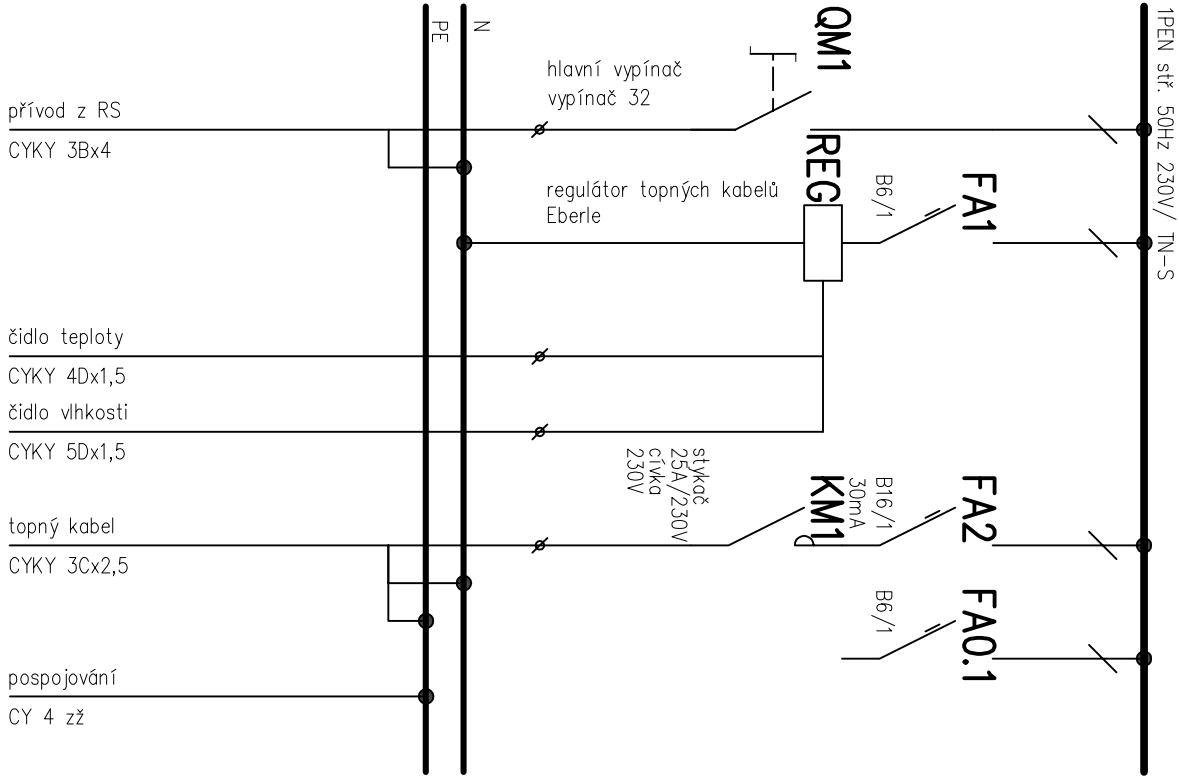 1PEN stř. 50Hz 230V/ TN-S
PE
N
QM1
hlavní vypínač
vypínač 32
přívod z RS
CYKY 3Bx4
REG
regulátor topných kabelů
Eberle
FA1
B6/1
čidlo teploty
CYKY 4Dx1,5
čidlo vlhkosti
CYKY 5Dx1,5
stykač
25A/230V
cívka
230V
KM1
FA2
B16/1
30mA
topný kabel
CYKY 3Cx2,5
FA0.1
B6/1
pospojování
CY 4 zž